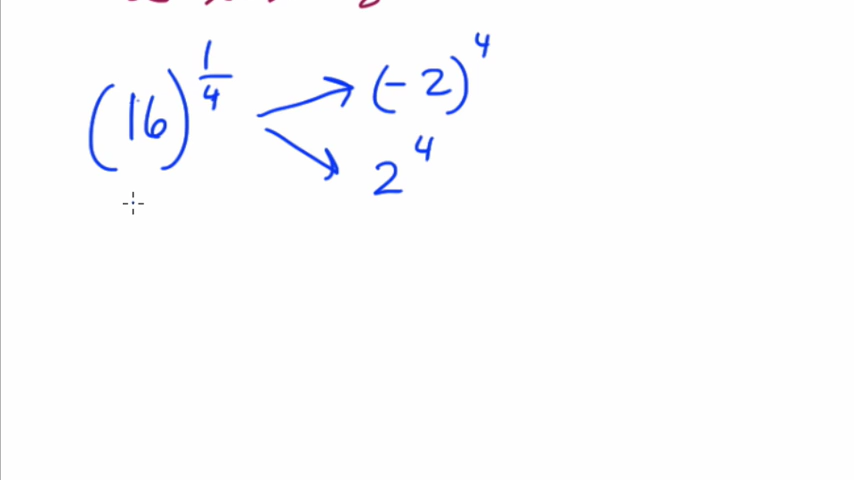 (16)^{1/4} → (-2)^4
→ 2^4